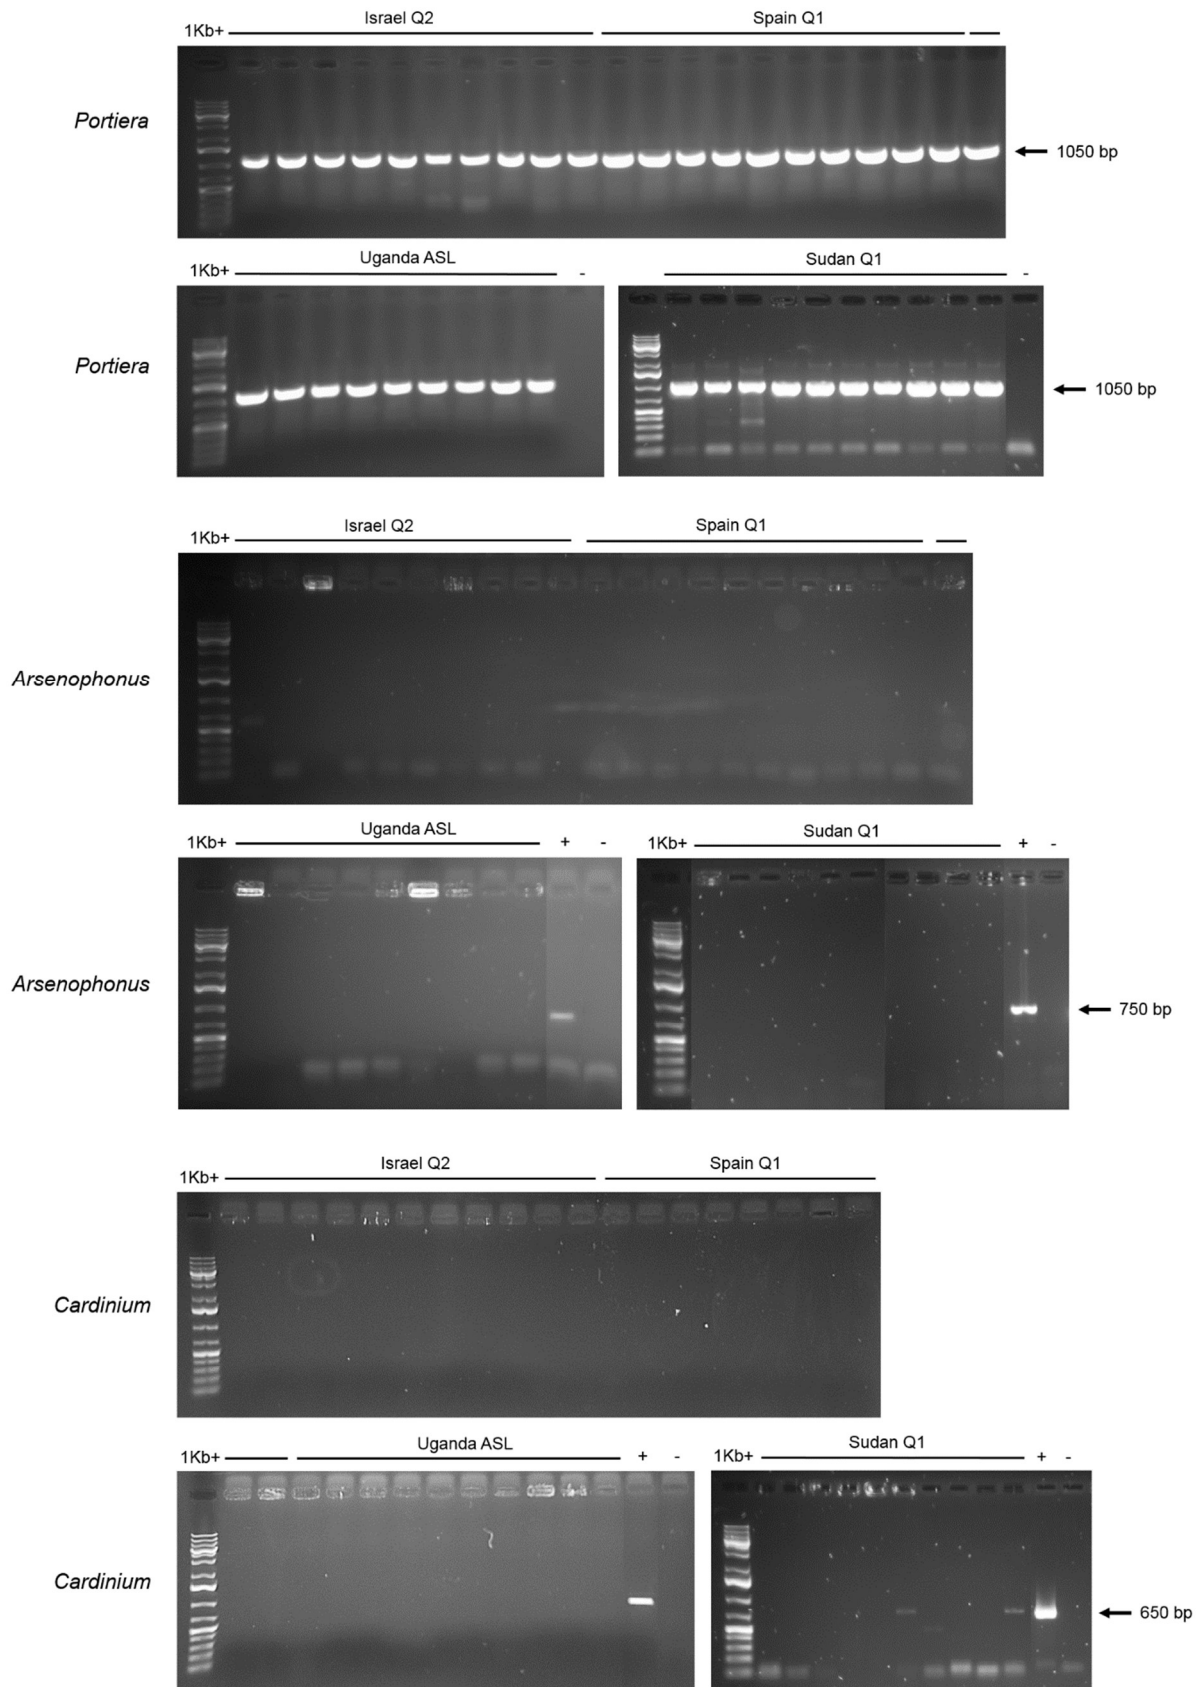 Israel Q2 Spain Q1
1Kb+
Portiera
1050 bp
Uganda ASL Sudan Q1
1Kb+ - -
Portiera
1050 bp
Israel Q2 Spain Q1
1Kb+
Arsenophonus
Uganda ASL Sudan Q1
1Kb+ + - 1Kb+ + -
Arsenophonus
750 bp
Israel Q2 Spain Q1
1Kb+
Cardinium
Uganda ASL Sudan Q1
1Kb+ + - 1Kb+ + -
Cardinium
650 bp